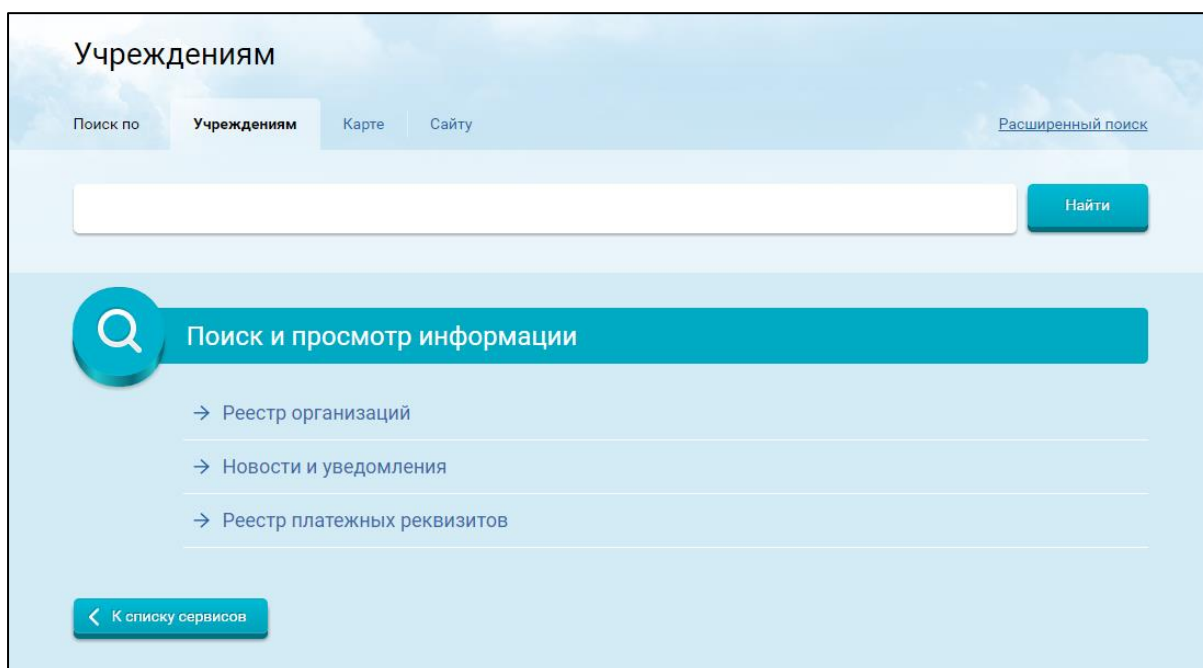 Учреждениям
Поиск по Учреждениям Карте Сайту Расширенный поиск
Найти
Поиск и просмотр информации
Реестр организаций
Новости и уведомления
Реестр платежных реквизитов
К списку сервисов